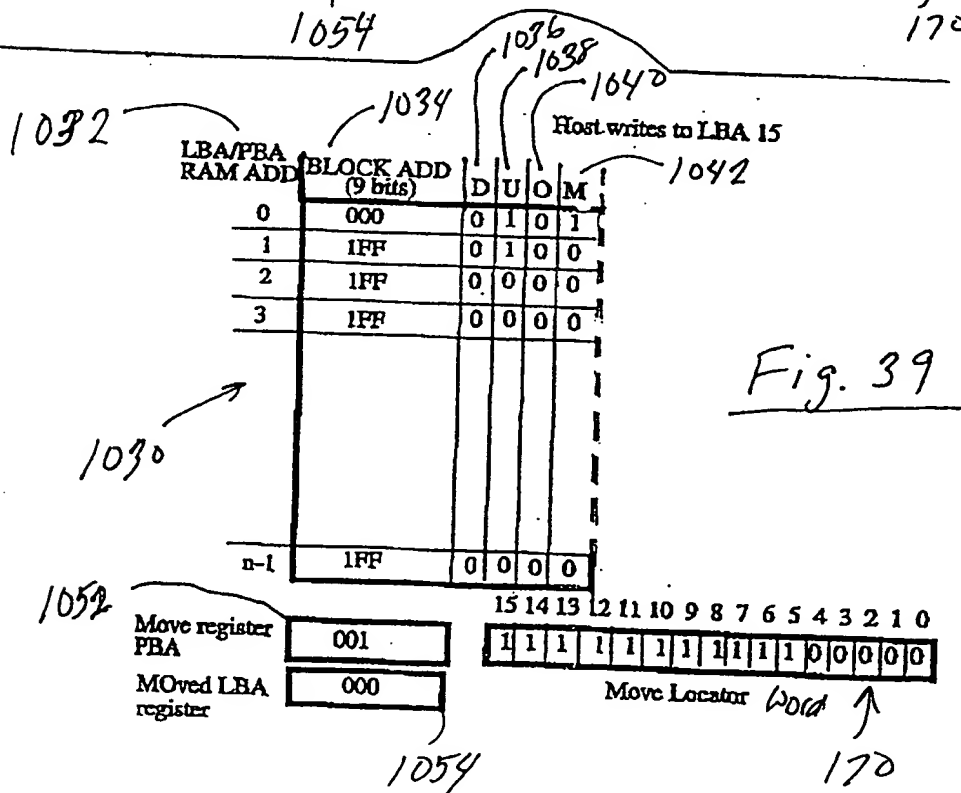 1054
1036
1038
1040
1032
1034
Host writes to LBA 15
1042
LBA/PBA
RAM ADD
BLOCK ADD
(9 bits)
D U O M
0 000 0 1 0 1
1 1FF 0 1 0 0
2 1FF 0 0 0 0
3 1FF 0 0 0 0
Fig. 39
1030
n-1 1FF 0 0 0 0
1052
15 14 13 12 11 10 9 8 7 6 5 4 3 2 1 0
Move register
PBA
001
1 1 1 1 1 1 1 1 1 1 1 0 0 0 0 0
MOved LBA
register
000
Move Locator Word
1054
170